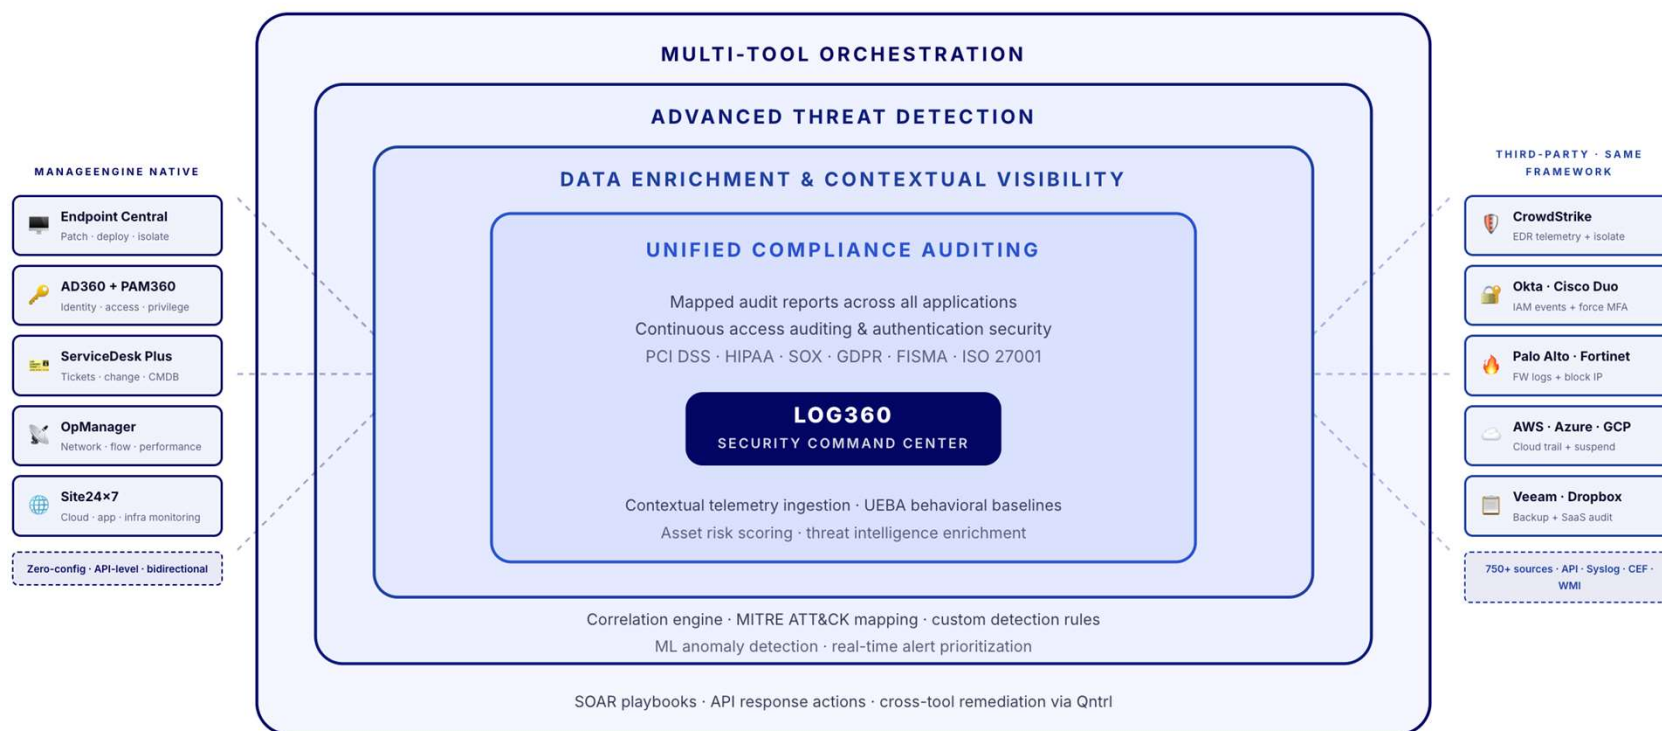 MULTI-TOOL ORCHESTRATION
ADVANCED THREAT DETECTION
DATA ENRICHMENT & CONTEXTUAL VISIBILITY
UNIFIED COMPLIANCE AUDITING
Mapped audit reports across all applications
Continuous access auditing & authentication security
PCI DSS · HIPAA · SOX · GDPR · FISMA · ISO 27001
LOG360
SECURITY COMMAND CENTER
Contextual telemetry ingestion · UEBA behavioral baselines
Asset risk scoring · threat intelligence enrichment
Correlation engine · MITRE ATT&CK mapping · custom detection rules
ML anomaly detection · real-time alert prioritization
SOAR playbooks · API response actions · cross-tool remediation via Qntrl
MANAGEENGINE NATIVE
Endpoint Central
Patch · deploy · isolate
AD360 + PAM360
Identity · access · privilege
ServiceDesk Plus
Tickets · change · CMDB
OpManager
Network · flow · performance
Site24×7
Cloud · app · infra monitoring
Zero-config · API-level · bidirectional
THIRD-PARTY · SAME
FRAMEWORK
CrowdStrike
EDR telemetry + isolate
Okta · Cisco Duo
IAM events + force MFA
Palo Alto · Fortinet
FW logs + block IP
AWS · Azure · GCP
Cloud trail + suspend
Veeam · Dropbox
Backup + SaaS audit
750+ sources · API · Syslog · CEF ·
WMI